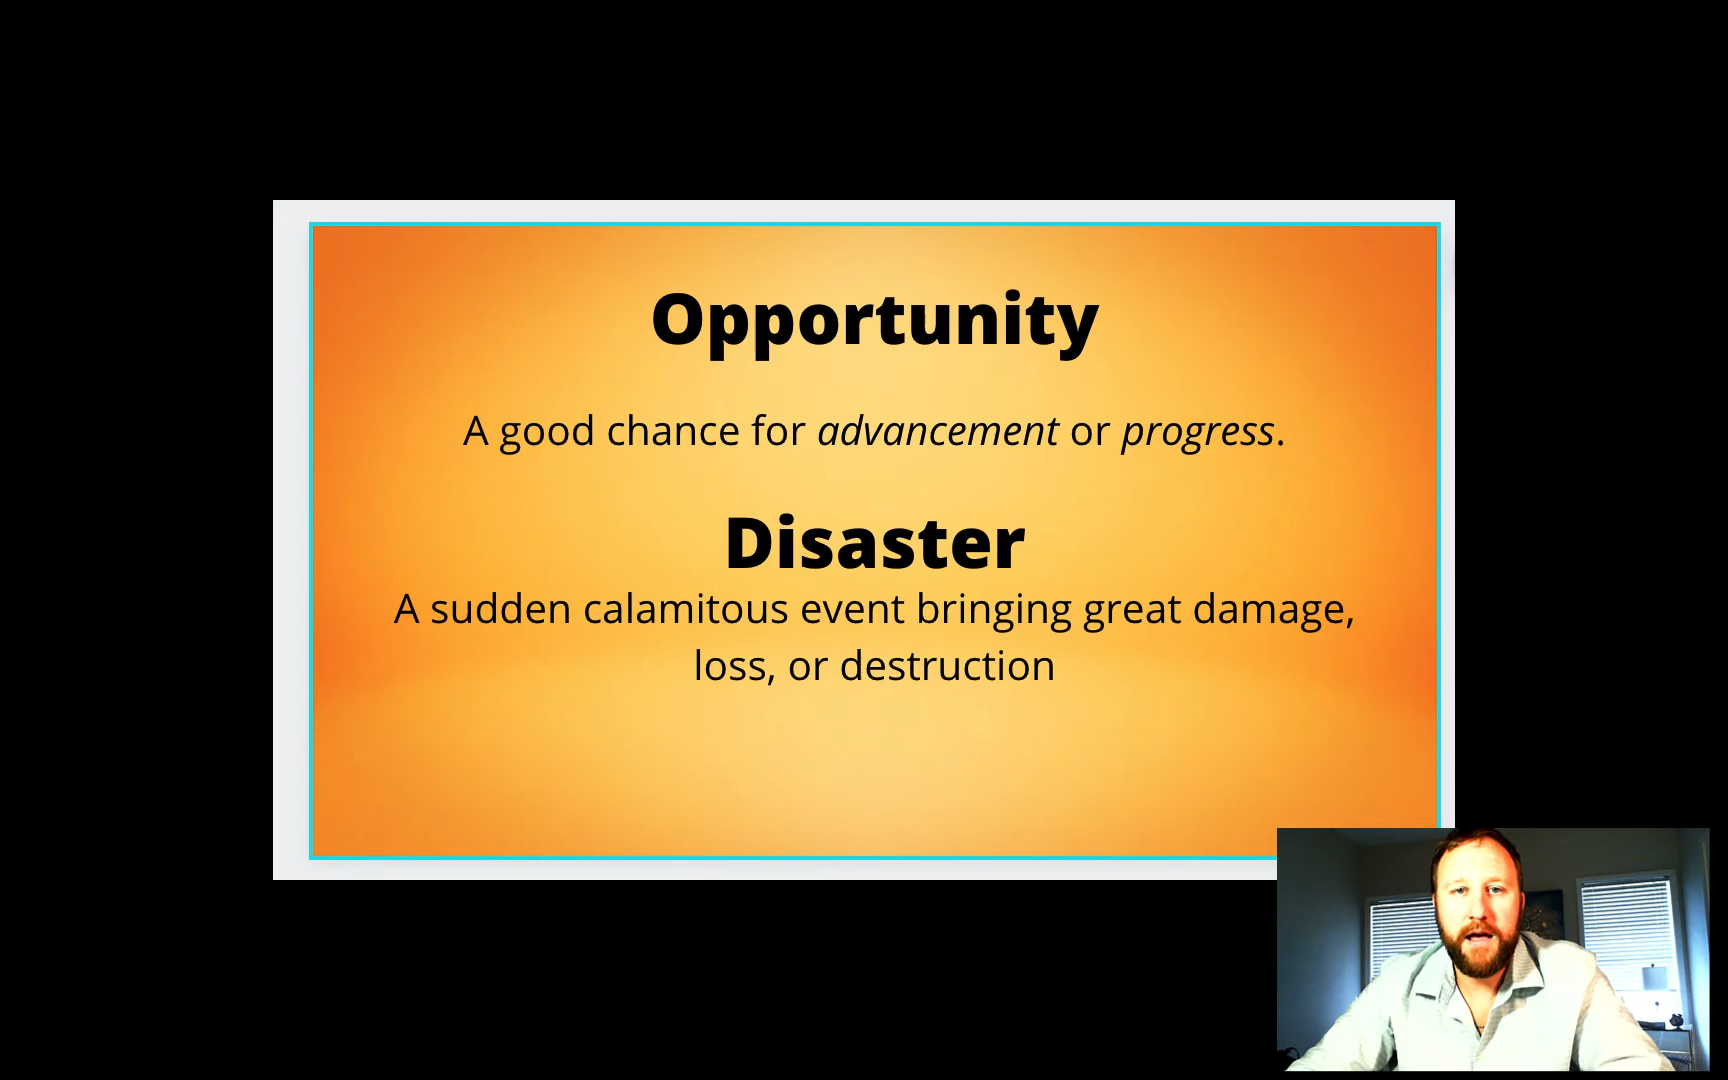 Opportunity
A good chance for advancement or progress.
Disaster
A sudden calamitous event bringing great damage,
loss, or destruction